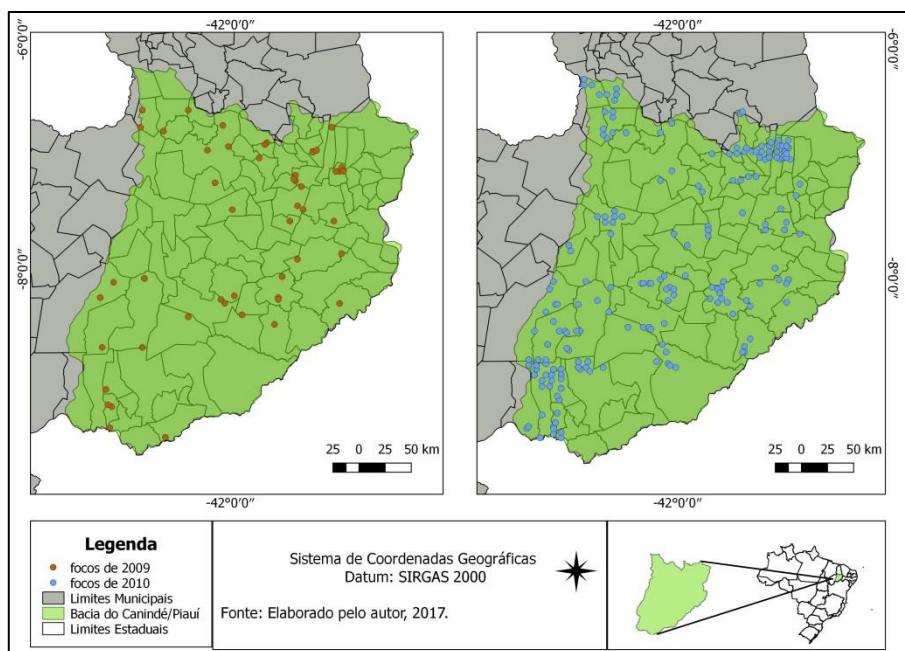 -42°0'0"
-42°0'0"
-6°0'0"
-6°0'0"
-8°0'0"
-8°0'0"
25 0 25 50 km
25 0 25 50 km
-42°0'0"
-42°0'0"
Legenda
focos de 2009
focos de 2010
Limites Municipais
Bacia do Canindé/Piauí
Limites Estaduais
Sistema de Coordenadas Geográficas
Datum: SIRGAS 2000
Fonte: Elaborado pelo autor, 2017.